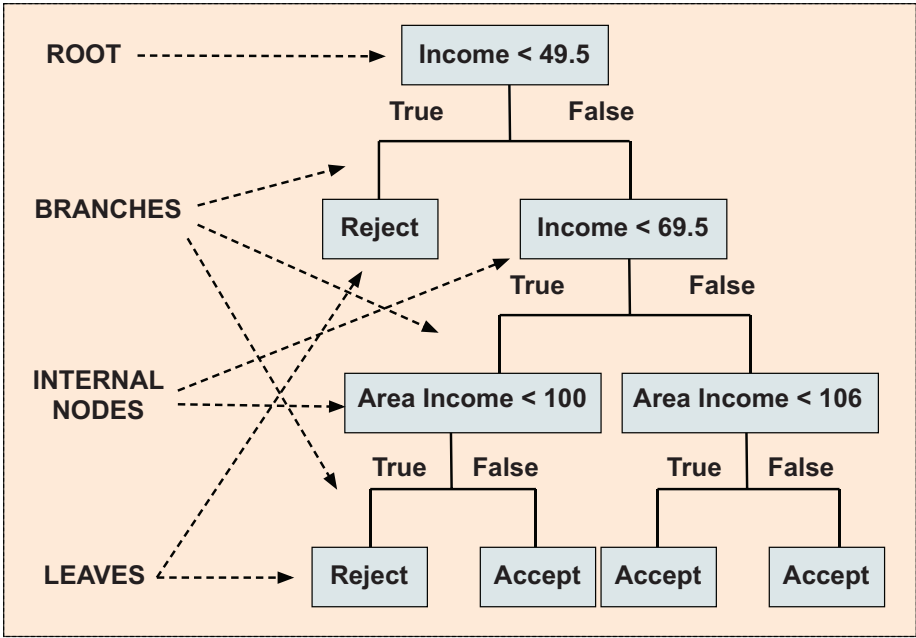 ROOT
Income < 49.5
True
False
BRANCHES
Reject
Income < 69.5
True
False
INTERNAL
NODES
Area Income < 100
Area Income < 106
True
False
True
False
LEAVES
Reject
Accept
Accept
Accept